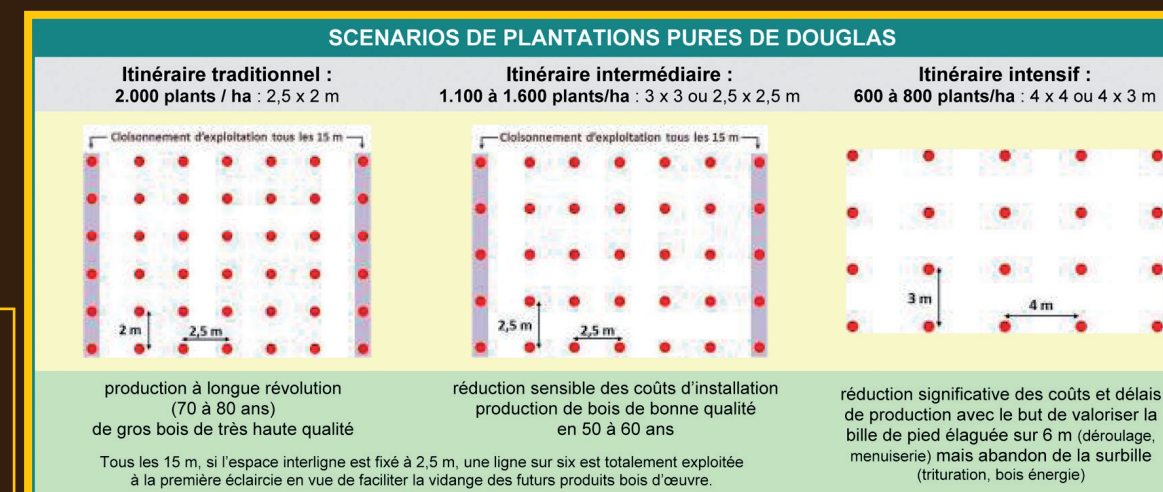 SCENARIOS DE PLANTATIONS PURES DE DOUGLAS
Itinéraire traditionnel :
2.000 plants / ha : 2,5 x 2 m
Cloisonnement d'exploitation tous les 15 m
2 m
2,5 m
production à longue révolution
(70 à 80 ans)
de gros bois de très haute qualité
Itinéraire intermédiaire :
1.100 à 1.600 plants/ha : 3 x 3 ou 2,5 x 2,5 m
Cloisonnement d'exploitation tous les 15 m
2,5 m
2,5 m
réduction sensible des coûts d'installation
production de bois de bonne qualité
en 50 à 60 ans
Tous les 15 m, si l'espace interligne est fixé à 2,5 m, une ligne sur six est totalement exploitée
à la première éclaircie en vue de faciliter la vidange des futurs produits bois d'œuvre.
Itinéraire intensif :
600 à 800 plants/ha : 4 x 4 ou 4 x 3 m
3 m
4 m
réduction significative des coûts et délais
de production avec le but de valoriser la
bille de pied élaguée sur 6 m (déroulage,
menuiserie) mais abandon de la surbille
(trituration, bois énergie)